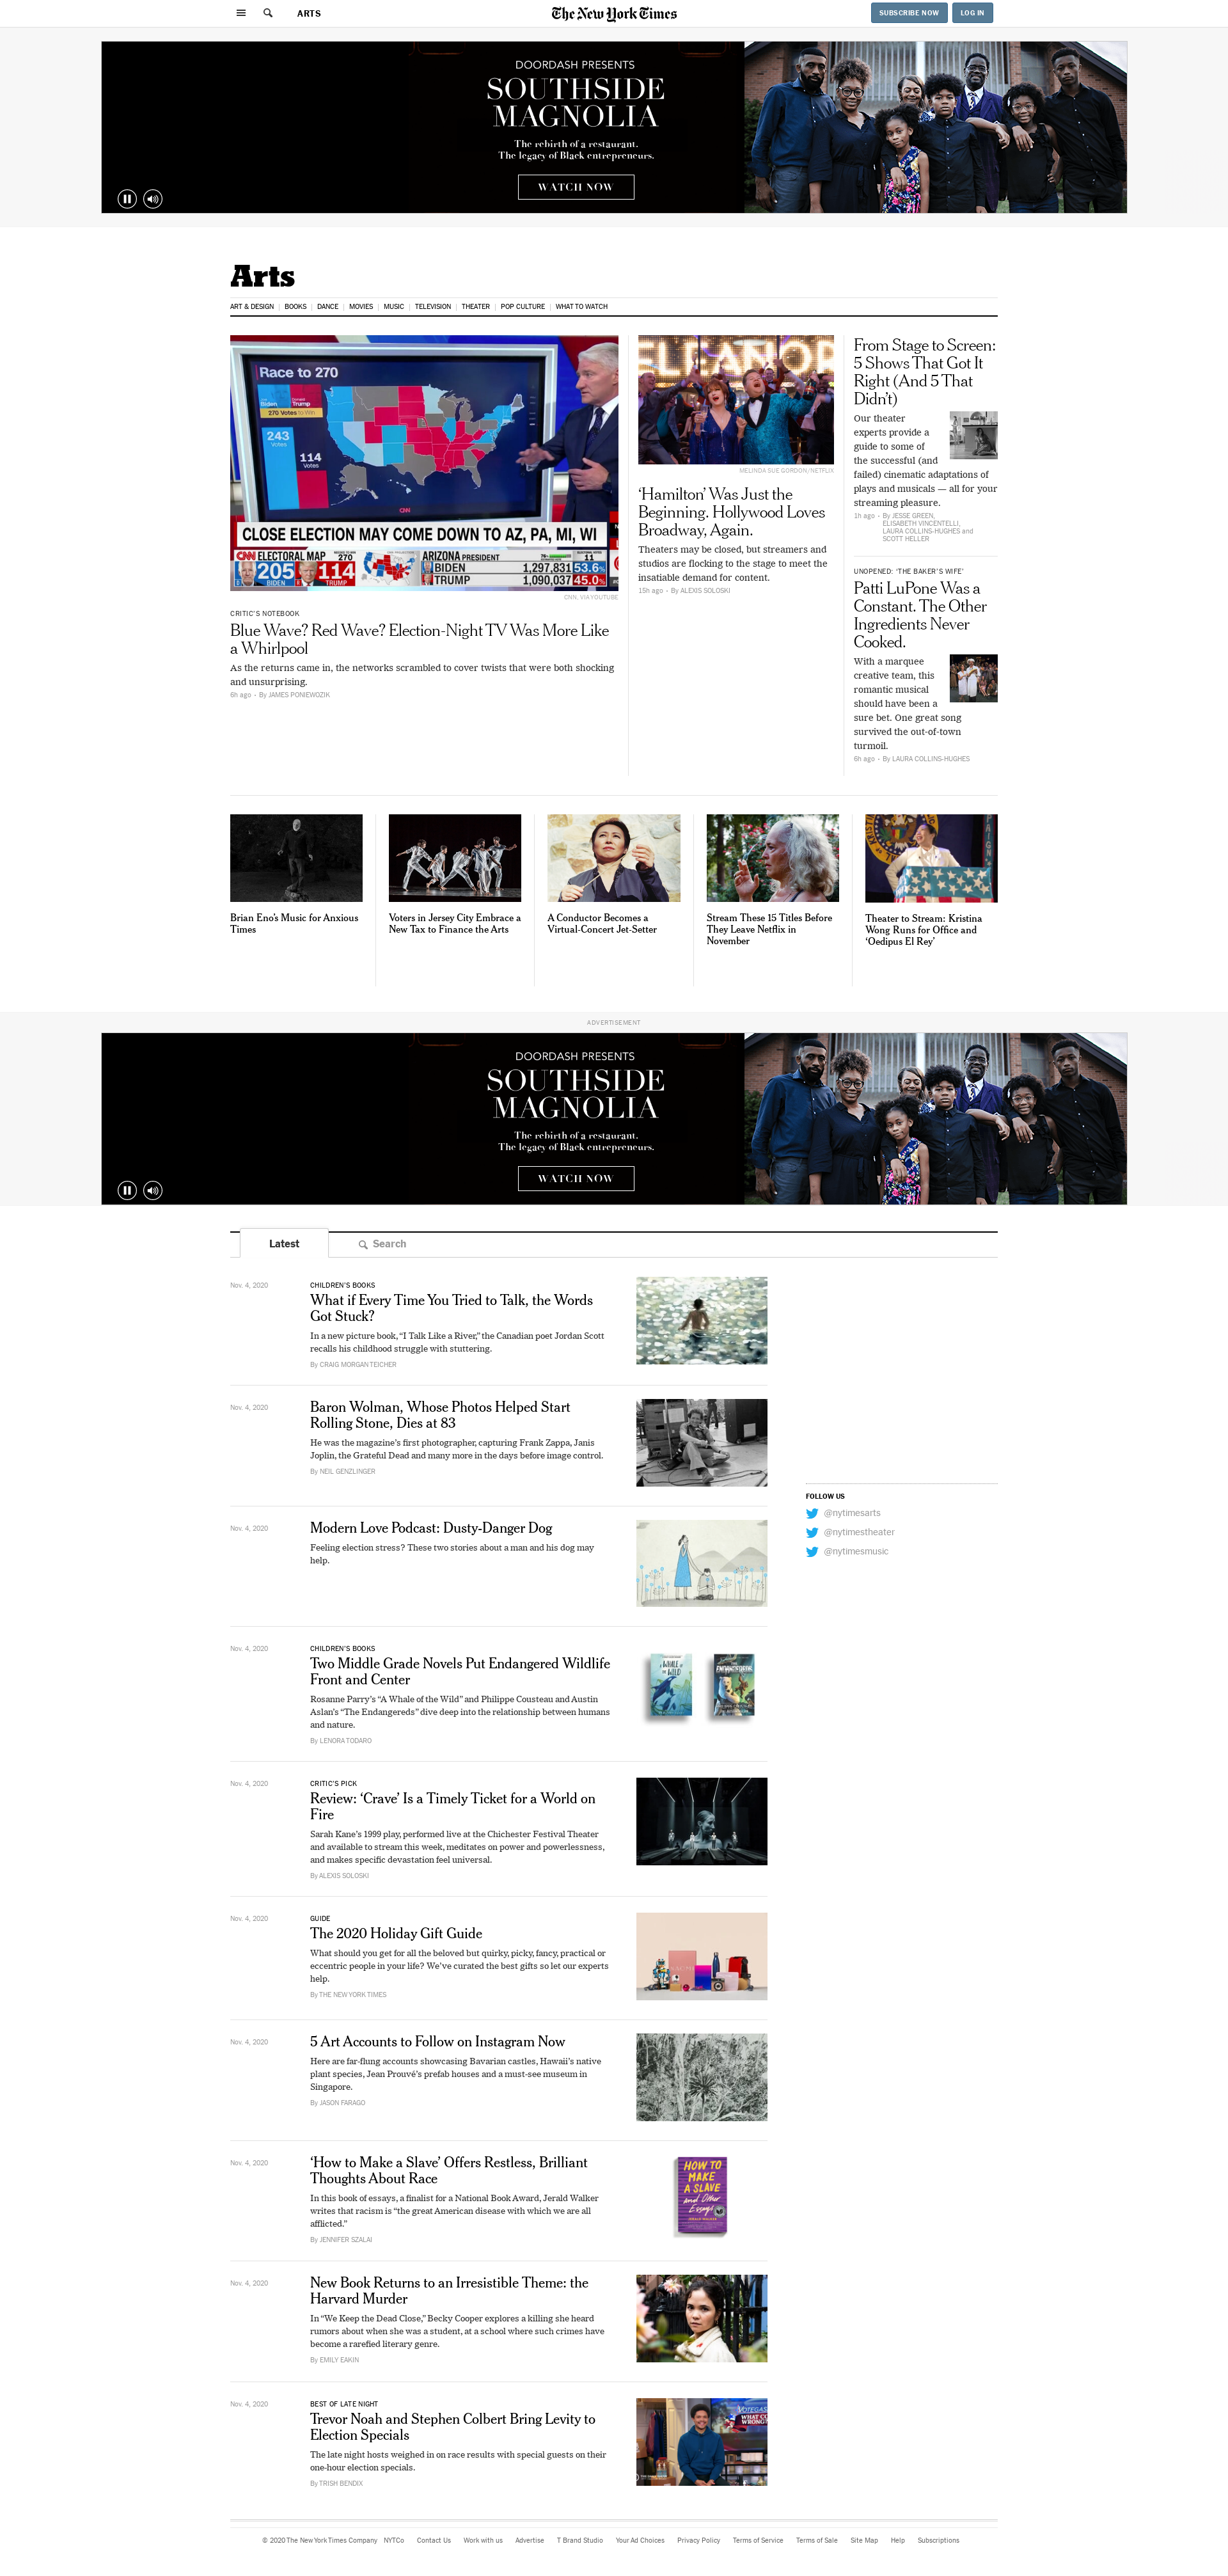 ARTS
The New York Times
SUBSCRIBE NOW
LOG IN
DOORDASH PRESENTS
SOUTHSIDE
MAGNOLIA
The rebirth of a restaurant.
The legacy of Black entrepreneurs.
WATCH NOW
Arts
ART & DESIGN
BOOKS
DANCE
MOVIES
MUSIC
TELEVISION
THEATER
POP CULTURE
WHAT TO WATCH
Race to 270
270 Votes to Win
243
Votes
114
Votes
CLOSE ELECTION MAY COME DOWN TO AZ, PA, MI, WI
ELECTORAL MAP
205
114
ARIZONA PRESIDENT
BIDEN 1,297,833 53.6%
TRUMP 1,090,037 45.0%
CNN, VIA YOUTUBE
CRITIC'S NOTEBOOK
Blue Wave? Red Wave? Election-Night TV Was More Like
a Whirlpool
As the returns came in, the networks scrambled to cover twists that were both shocking
and unsurprising.
6h ago • By JAMES PONIEWOZIK
MELINDA SUE GORDON/NETFLIX
‘Hamilton’ Was Just the
Beginning. Hollywood Loves
Broadway, Again.
Theaters may be closed, but streamers and
studios are flocking to the stage to meet the
insatiable demand for content.
15h ago • By ALEXIS SOLOSKI
From Stage to Screen:
5 Shows That Got It
Right (And 5 That
Didn’t)
Our theater
experts provide a
guide to some of
the successful (and
failed) cinematic adaptations of
plays and musicals — all for your
streaming pleasure.
1h ago • By JESSE GREEN,
ELISABETH VINCENTELLI,
LAURA COLLINS-HUGHES and
SCOTT HELLER
UNOPENED: ‘THE BAKER’S WIFE’
Patti LuPone Was a
Constant. The Other
Ingredients Never
Cooked.
With a marquee
creative team, this
romantic musical
should have been a
sure bet. One great song
survived the out-of-town
turmoil.
6h ago • By LAURA COLLINS-HUGHES
Brian Eno’s Music for Anxious
Times
Voters in Jersey City Embrace a
New Tax to Finance the Arts
A Conductor Becomes a
Virtual-Concert Jet-Setter
Stream These 15 Titles Before
They Leave Netflix in
November
Theater to Stream: Kristina
Wong Runs for Office and
‘Oedipus El Rey’
ADVERTISEMENT
DOORDASH PRESENTS
SOUTHSIDE
MAGNOLIA
The rebirth of a restaurant.
The legacy of Black entrepreneurs.
WATCH NOW
Latest
Search
Nov. 4, 2020
CHILDREN’S BOOKS
What if Every Time You Tried to Talk, the Words
Got Stuck?
In a new picture book, “I Talk Like a River,” the Canadian poet Jordan Scott
recalls his childhood struggle with stuttering.
By CRAIG MORGAN TEICHER
Nov. 4, 2020
Baron Wolman, Whose Photos Helped Start
Rolling Stone, Dies at 83
He was the magazine’s first photographer, capturing Frank Zappa, Janis
Joplin, the Grateful Dead and many more in the days before image control.
By NEIL GENZLINGER
FOLLOW US
@nytimesarts
@nytimestheater
@nytimesmusic
Nov. 4, 2020
Modern Love Podcast: Dusty-Danger Dog
Feeling election stress? These two stories about a man and his dog may
help.
Nov. 4, 2020
CHILDREN’S BOOKS
Two Middle Grade Novels Put Endangered Wildlife
Front and Center
Rosanne Parry’s “A Whale of the Wild” and Philippe Cousteau and Austin
Aslan’s “The Endangereds” dive deep into the relationship between humans
and nature.
By LENORA TODARO
Nov. 4, 2020
CRITIC’S PICK
Review: ‘Crave’ Is a Timely Ticket for a World on
Fire
Sarah Kane’s 1999 play, performed live at the Chichester Festival Theater
and available to stream this week, meditates on power and powerlessness,
and makes specific devastation feel universal.
By ALEXIS SOLOSKI
Nov. 4, 2020
GUIDE
The 2020 Holiday Gift Guide
What should you get for all the beloved but quirky, picky, fancy, practical or
eccentric people in your life? We’ve curated the best gifts so let our experts
help.
By THE NEW YORK TIMES
Nov. 4, 2020
5 Art Accounts to Follow on Instagram Now
Here are far-flung accounts showcasing Bavarian castles, Hawaii’s native
plant species, Jean Prouvé’s prefab houses and a must-see museum in
Singapore.
By JASON FARAGO
Nov. 4, 2020
‘How to Make a Slave’ Offers Restless, Brilliant
Thoughts About Race
In this book of essays, a finalist for a National Book Award, Jerald Walker
writes that racism is “the great American disease with which we are all
afflicted.”
By JENNIFER SZALAI
HOW TO
MAKE
A SLAVE
and Other
Essays
Nov. 4, 2020
New Book Returns to an Irresistible Theme: the
Harvard Murder
In “We Keep the Dead Close,” Becky Cooper explores a killing she heard
rumors about when she was a student, at a school where such crimes have
become a rarefied literary genre.
By EMILY EAKIN
Nov. 4, 2020
BEST OF LATE NIGHT
Trevor Noah and Stephen Colbert Bring Levity to
Election Specials
The late night hosts weighed in on race results with special guests on their
one-hour election specials.
By TRISH BENDIX
© 2020 The New York Times Company
NYTCo
Contact Us
Work with us
Advertise
T Brand Studio
Your Ad Choices
Privacy Policy
Terms of Service
Terms of Sale
Site Map
Help
Subscriptions